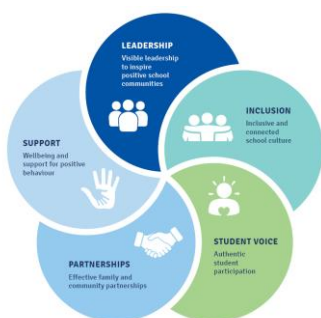 LEADERSHIP
Visible leadership
to inspire
positive school
communities
INCLUSION
Inclusive and
connected
school culture
STUDENT VOICE
Authentic
student
participation
PARTNERSHIPS
Effective family and
community partnerships
SUPPORT
Wellbeing and
support for positive
behaviour